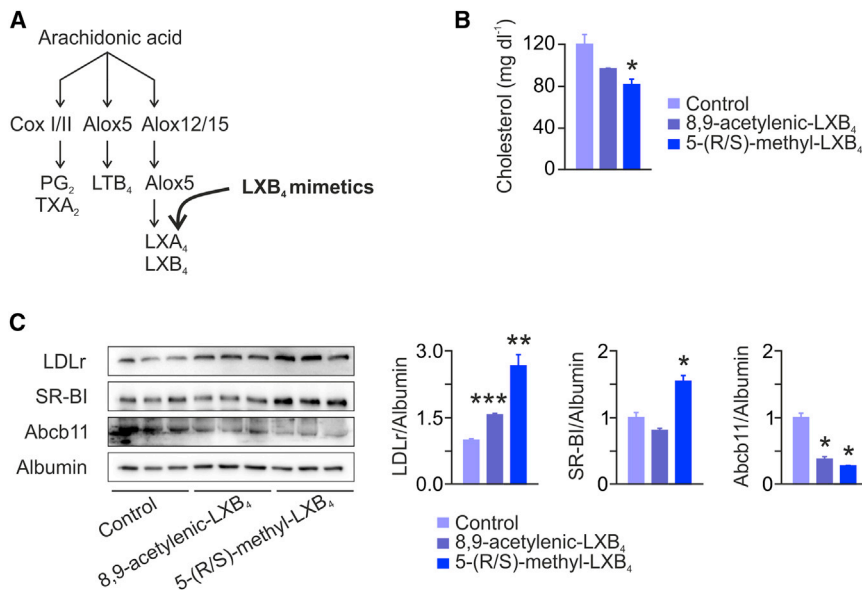 A
Arachidonic acid
Cox I/II Alox5 Alox12/15
PG₂ LTB₄ Alox5
TXA₂
LXB₄ mimetics
LXA₄
LXB₄
B
Cholesterol (mg dl⁻¹)
120
80
40
0
*
Control
8,9-acetylenic-LXB₄
5-(R/S)-methyl-LXB₄
C
LDLr
SR-BI
Abcb11
Albumin
Control
8,9-acetylenic-LXB₄
5-(R/S)-methyl-LXB₄
LDLr/Albumin
3.0
1.5
0.0
***
**
SR-BI/Albumin
2
1
0
*
Abcb11/Albumin
2
1
0
*
*
Control
8,9-acetylenic-LXB₄
5-(R/S)-methyl-LXB₄